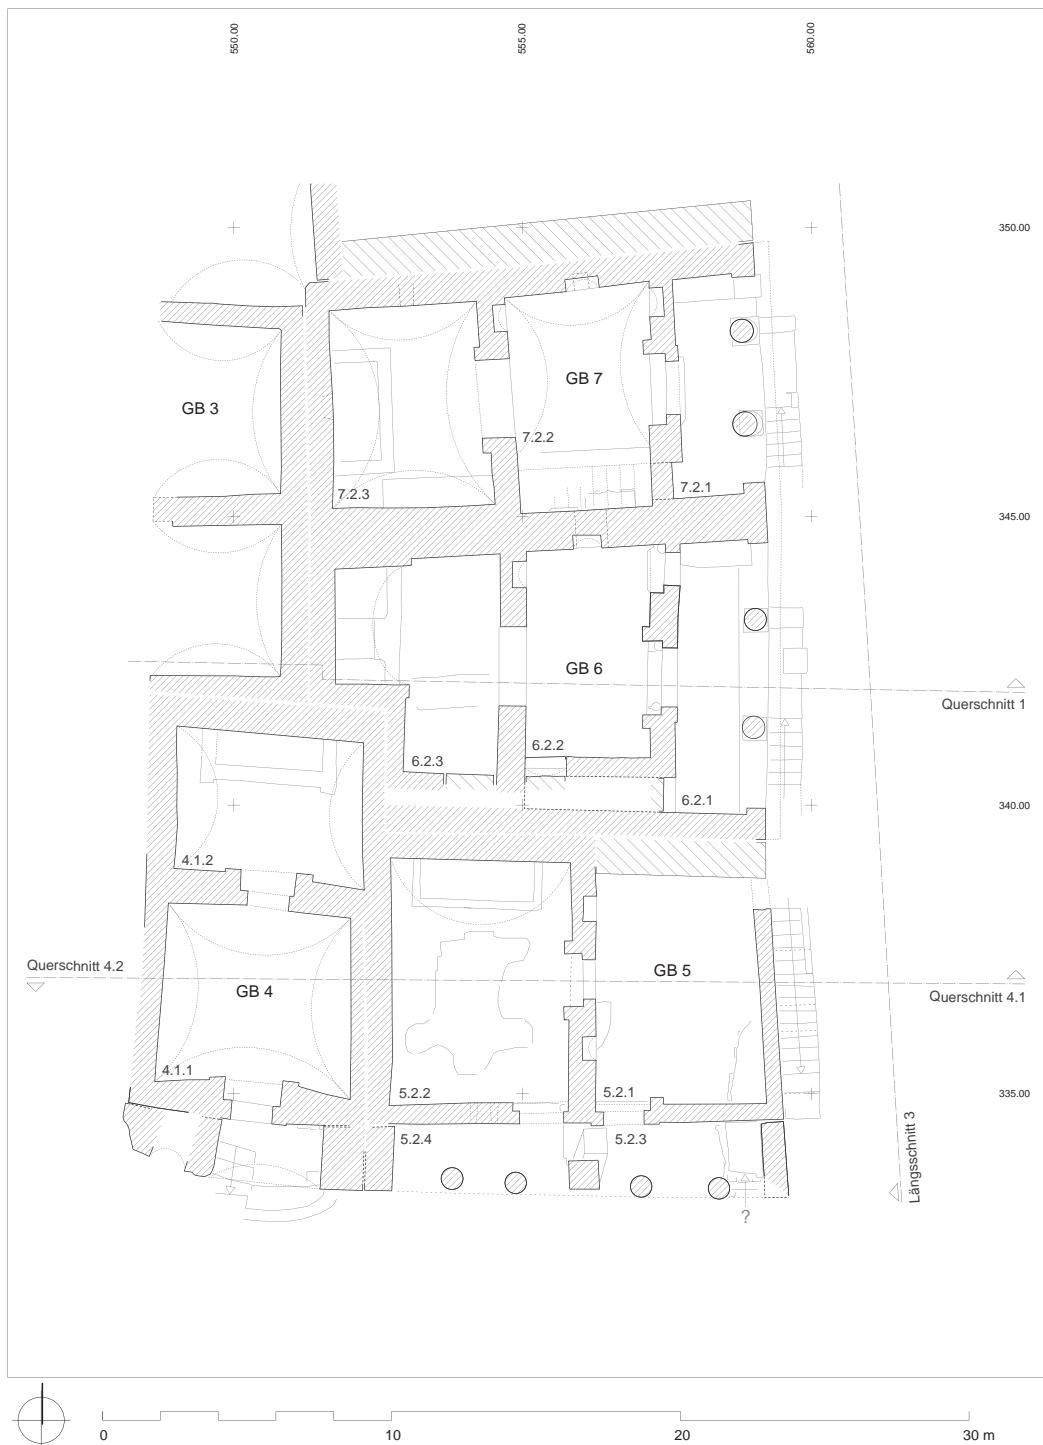 550.00
555.00
560.00
350.00
GB 3
GB 7
7.2.2
7.2.3
7.2.1
345.00
GB 6
Querschnitt 1
6.2.2
6.2.3
6.2.1
340.00
4.1.2
Querschnitt 4.2
GB 4
GB 5
Querschnitt 4.1
4.1.1
5.2.2
5.2.1
335.00
5.2.4
5.2.3
Längsschnitt 3
?
0
10
20
30 m